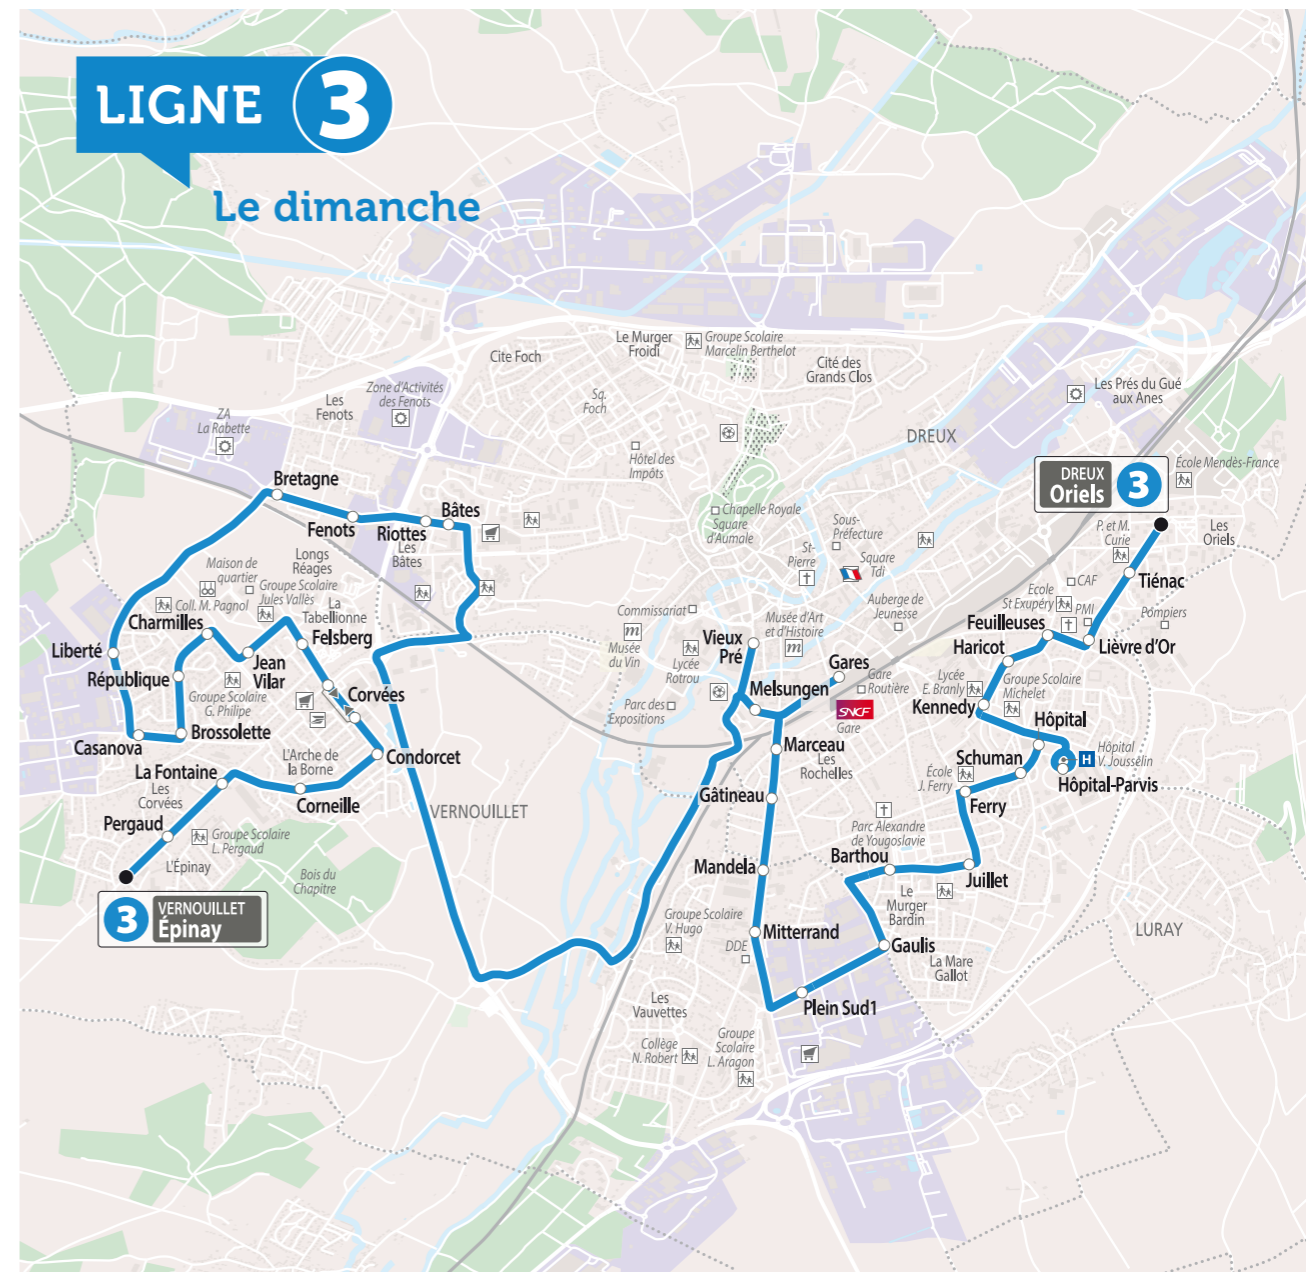 LIGNE 3
Le dimanche
Le Murger
Froidi
Groupe Scolaire
Marcelin Berthelot
Cite Foch
Cité des
Grands Clos
Zone d'Activités
des Fenots
Les
Fenots
Sq.
Foch
ZA
La Rabette
Les Prés du Gué
aux Anes
DREUX
Hôtel des
Impôts
École Mendès-France
DREUX
Oriels
3
Bretagne
Fenots
Riottes
Bâtes
Les
Bâtes
Chapelle Royale
Square
d'Aumale
Sous-
Préfecture
St-
Pierre
Square
Tdi
P. et M.
Curie
Les
Oriels
Longs
Réages
Maison de
quartier
Groupe Scolaire
Jules Vallès
Coll. M. Pagnol
La
Tabellionne
Charmilles
Felsberg
Liberté
Jean
Vilar
République
Corvées
Groupe Scolaire
G. Philipe
Casanova
Brossolette
Commissariat
Musée
du Vin
m
Vieux
Pré
Musée d'Art
et d'Histoire
m
Auberge de
Jeunesse
Lycée
Rotrou
Parc des
Expositions
Melsungen
Gares
Gare
Routière
SNCF
Gare
Tiénac
CAF
Ecole
St Exupéry
PMI
Pompiers
Feuilleuses
Lièvre d'Or
Haricot
Lycée
E. Branly
Groupe Scolaire
Michelet
Kennedy
Hôpital
H
Hôpital
V. Jousselin
Hôpital-Parvis
Schuman
École
J. Ferry
Ferry
L'Arche de
la Borne
Condorcet
La Fontaine
Les
Corvées
Corneille
Pergaud
Groupe Scolaire
L. Pergaud
L'Épinay
Bois du
Chapitre
3
VERNOUILLET
Épinay
VERNOUILLET
Marceau
Les
Rochelles
Gâtineau
Parc Alexandre
de Yougoslavie
Mandela
Barthou
Juillet
Le
Murger
Bardin
Groupe Scolaire
V. Hugo
Mitterrand
DDE
Gaulis
La Mare
Gallot
LURAY
Plein Sud1
Les
Vauvettes
Collège
N. Robert
Groupe
Scolaire
L. Aragon